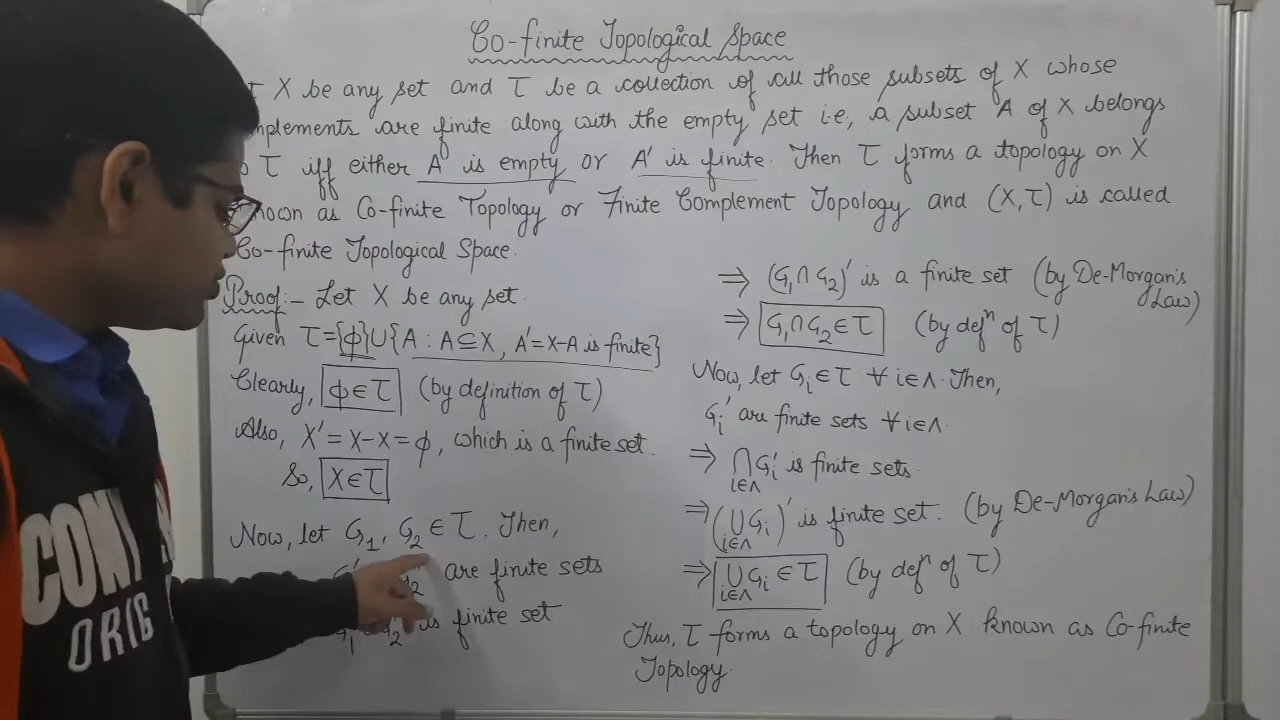 Co-finite Topological Space
X be any set and τ be a collection of all those subsets of X whose
mplements are finite along with the empty set i.e., a subset A of X belongs
τ iff either A is empty or A' is finite. Then τ forms a topology on X
nown as Co-finite Topology or Finite Complement Topology and (X,τ) is called
Co-finite Topological Space.
Proof:- Let X be any set.
Given τ={ϕ}∪{A : A⊆X, A'=X-A is finite}
Clearly, ϕ∈τ (by definition of τ)
Also, X'=X-X=ϕ, which is a finite set.
So, X∈τ
Now, let G₁, G₂∈τ. Then,
are finite sets
is finite set
⇒ (G₁∩G₂)' is a finite set (by De-Morgan's Law)
⇒ G₁∩G₂∈τ (by defⁿ of τ)
Now, let Gᵢ∈τ ∀ i∈Λ. Then,
Gᵢ' are finite sets ∀ i∈Λ.
⇒ ∩ Gᵢ' is finite sets.
i∈Λ
⇒ (∪Gᵢ)' is finite set. (by De-Morgan's Law)
i∈Λ
⇒ ∪Gᵢ∈τ (by defⁿ of τ)
i∈Λ
Thus, τ forms a topology on X known as Co-finite
Topology.
CON
ORIG